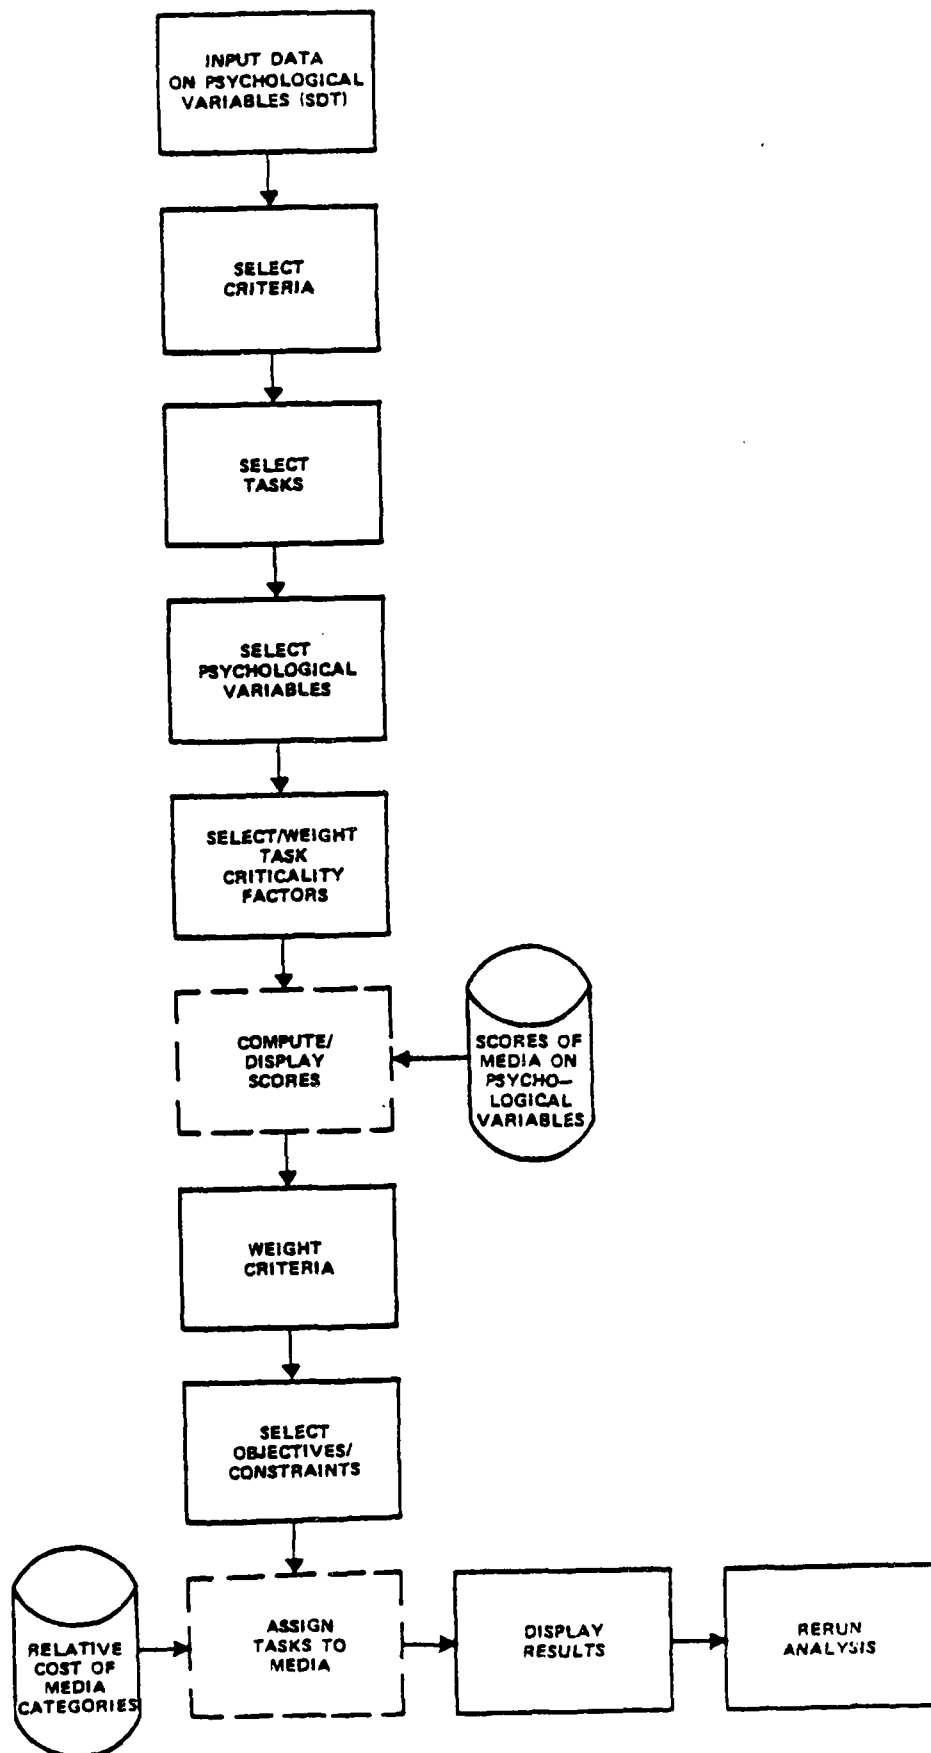 INPUT DATA
ON PSYCHOLOGICAL
VARIABLES (SDT)
SELECT
CRITERIA
SELECT
TASKS
SELECT
PSYCHOLOGICAL
VARIABLES
SELECT/WEIGHT
TASK
CRITICALITY
FACTORS
COMPUTE/
DISPLAY
SCORES
SCORES OF
MEDIA ON
PSYCHO—
LOGICAL
VARIABLES
WEIGHT
CRITERIA
SELECT
OBJECTIVES/
CONSTRAINTS
RELATIVE
COST OF
MEDIA
CATEGORIES
ASSIGN
TASKS TO
MEDIA
DISPLAY
RESULTS
RERUN
ANALYSIS